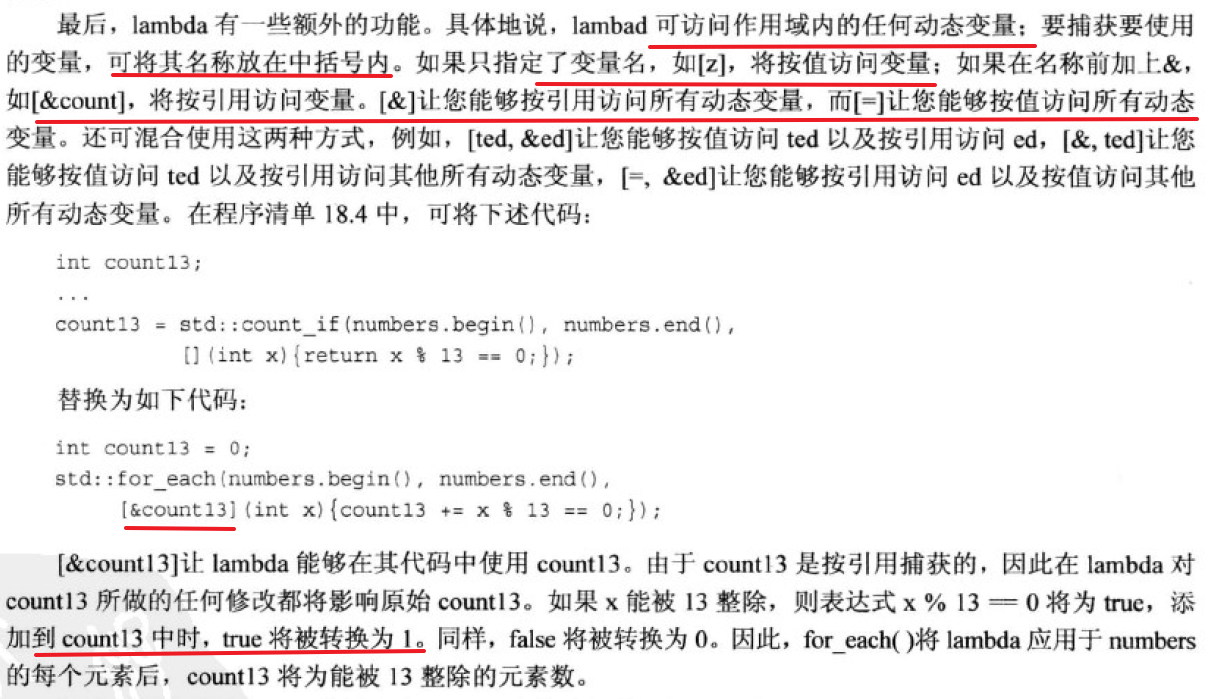 最后，lambda 有一些额外的功能。具体地说，lambad 可访问作用域内的任何动态变量；要捕获要使用
的变量，可将其名称放在中括号内。如果只指定了变量名，如[z]，将按值访问变量；如果在名称前加上&，
如[&count]，将按引用访问变量。[&]让您能够按引用访问所有动态变量，而[=]让您能够按值访问所有动态
变量。还可混合使用这两种方式，例如，[ted, &ed]让您能够按值访问 ted 以及按引用访问 ed，[&, ted]让您
能够按值访问 ted 以及按引用访问其他所有动态变量，[=, &ed]让您能够按引用访问 ed 以及按值访问其他
所有动态变量。在程序清单 18.4 中，可将下述代码：
int count13;
...
count13 = std::count_if(numbers.begin(), numbers.end(),
[](int x){return x % 13 == 0;});
替换为如下代码：
int count13 = 0;
std::for_each(numbers.begin(), numbers.end(),
[&count13](int x){count13 += x % 13 == 0;});
[&count13]让 lambda 能够在其代码中使用 count13。由于 count13 是按引用捕获的，因此在 lambda 对
count13 所做的任何修改都将影响原始 count13。如果 x 能被 13 整除，则表达式 x % 13 == 0 将为 true，添
加到 count13 中时，true 将被转换为 1。同样，false 将被转换为 0。因此，for_each( )将 lambda 应用于 numbers
的每个元素后，count13 将为能被 13 整除的元素数。